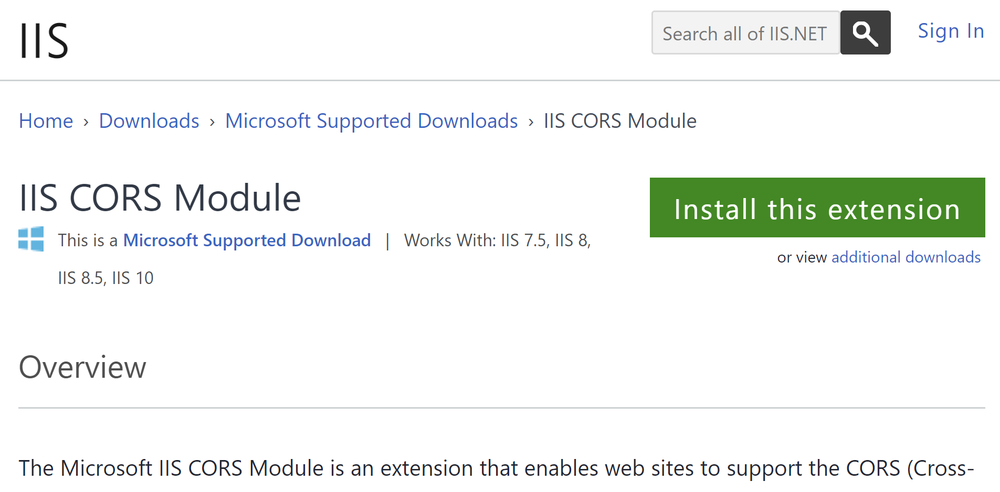 IIS
Search all of IIS.NET
Sign In
Home › Downloads › Microsoft Supported Downloads › IIS CORS Module
IIS CORS Module
Install this extension
This is a Microsoft Supported Download | Works With: IIS 7.5, IIS 8,
IIS 8.5, IIS 10
or view additional downloads
Overview
The Microsoft IIS CORS Module is an extension that enables web sites to support the CORS (Cross-